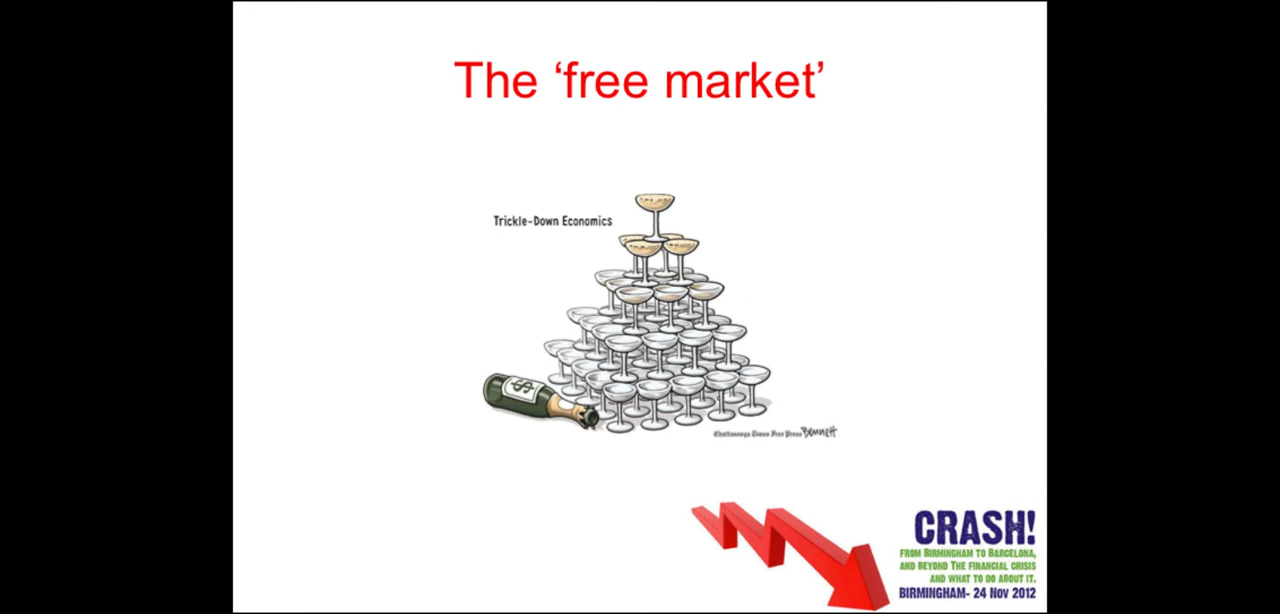 The ‘free market’
Trickle-Down Economics
$
Chattanooga Times Free Press Bennett
CRASH!
FROM BIRMINGHAM TO BARCELONA,
AND BEYOND THE FINANCIAL CRISIS
AND WHAT TO DO ABOUT IT.
BIRMINGHAM- 24 Nov 2012